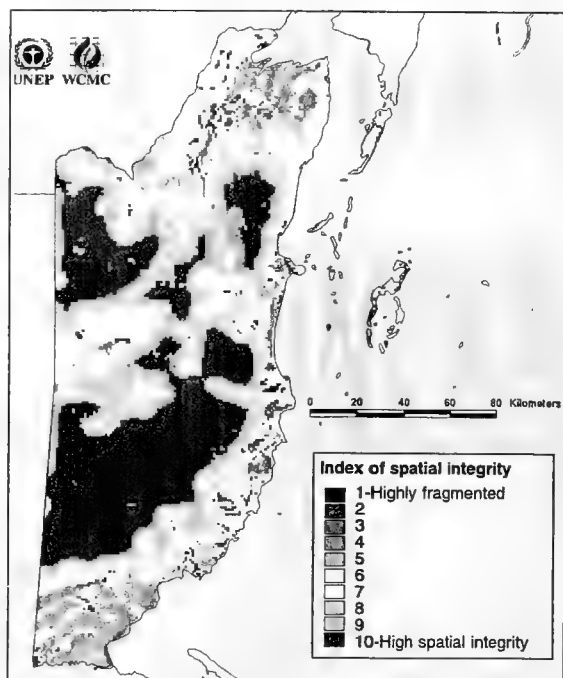 UNEP WCMC
0 20 40 60 80 Kilometers
Index of spatial integrity
1-Highly fragmented
2
3
4
5
6
7
8
9
10-High spatial integrity